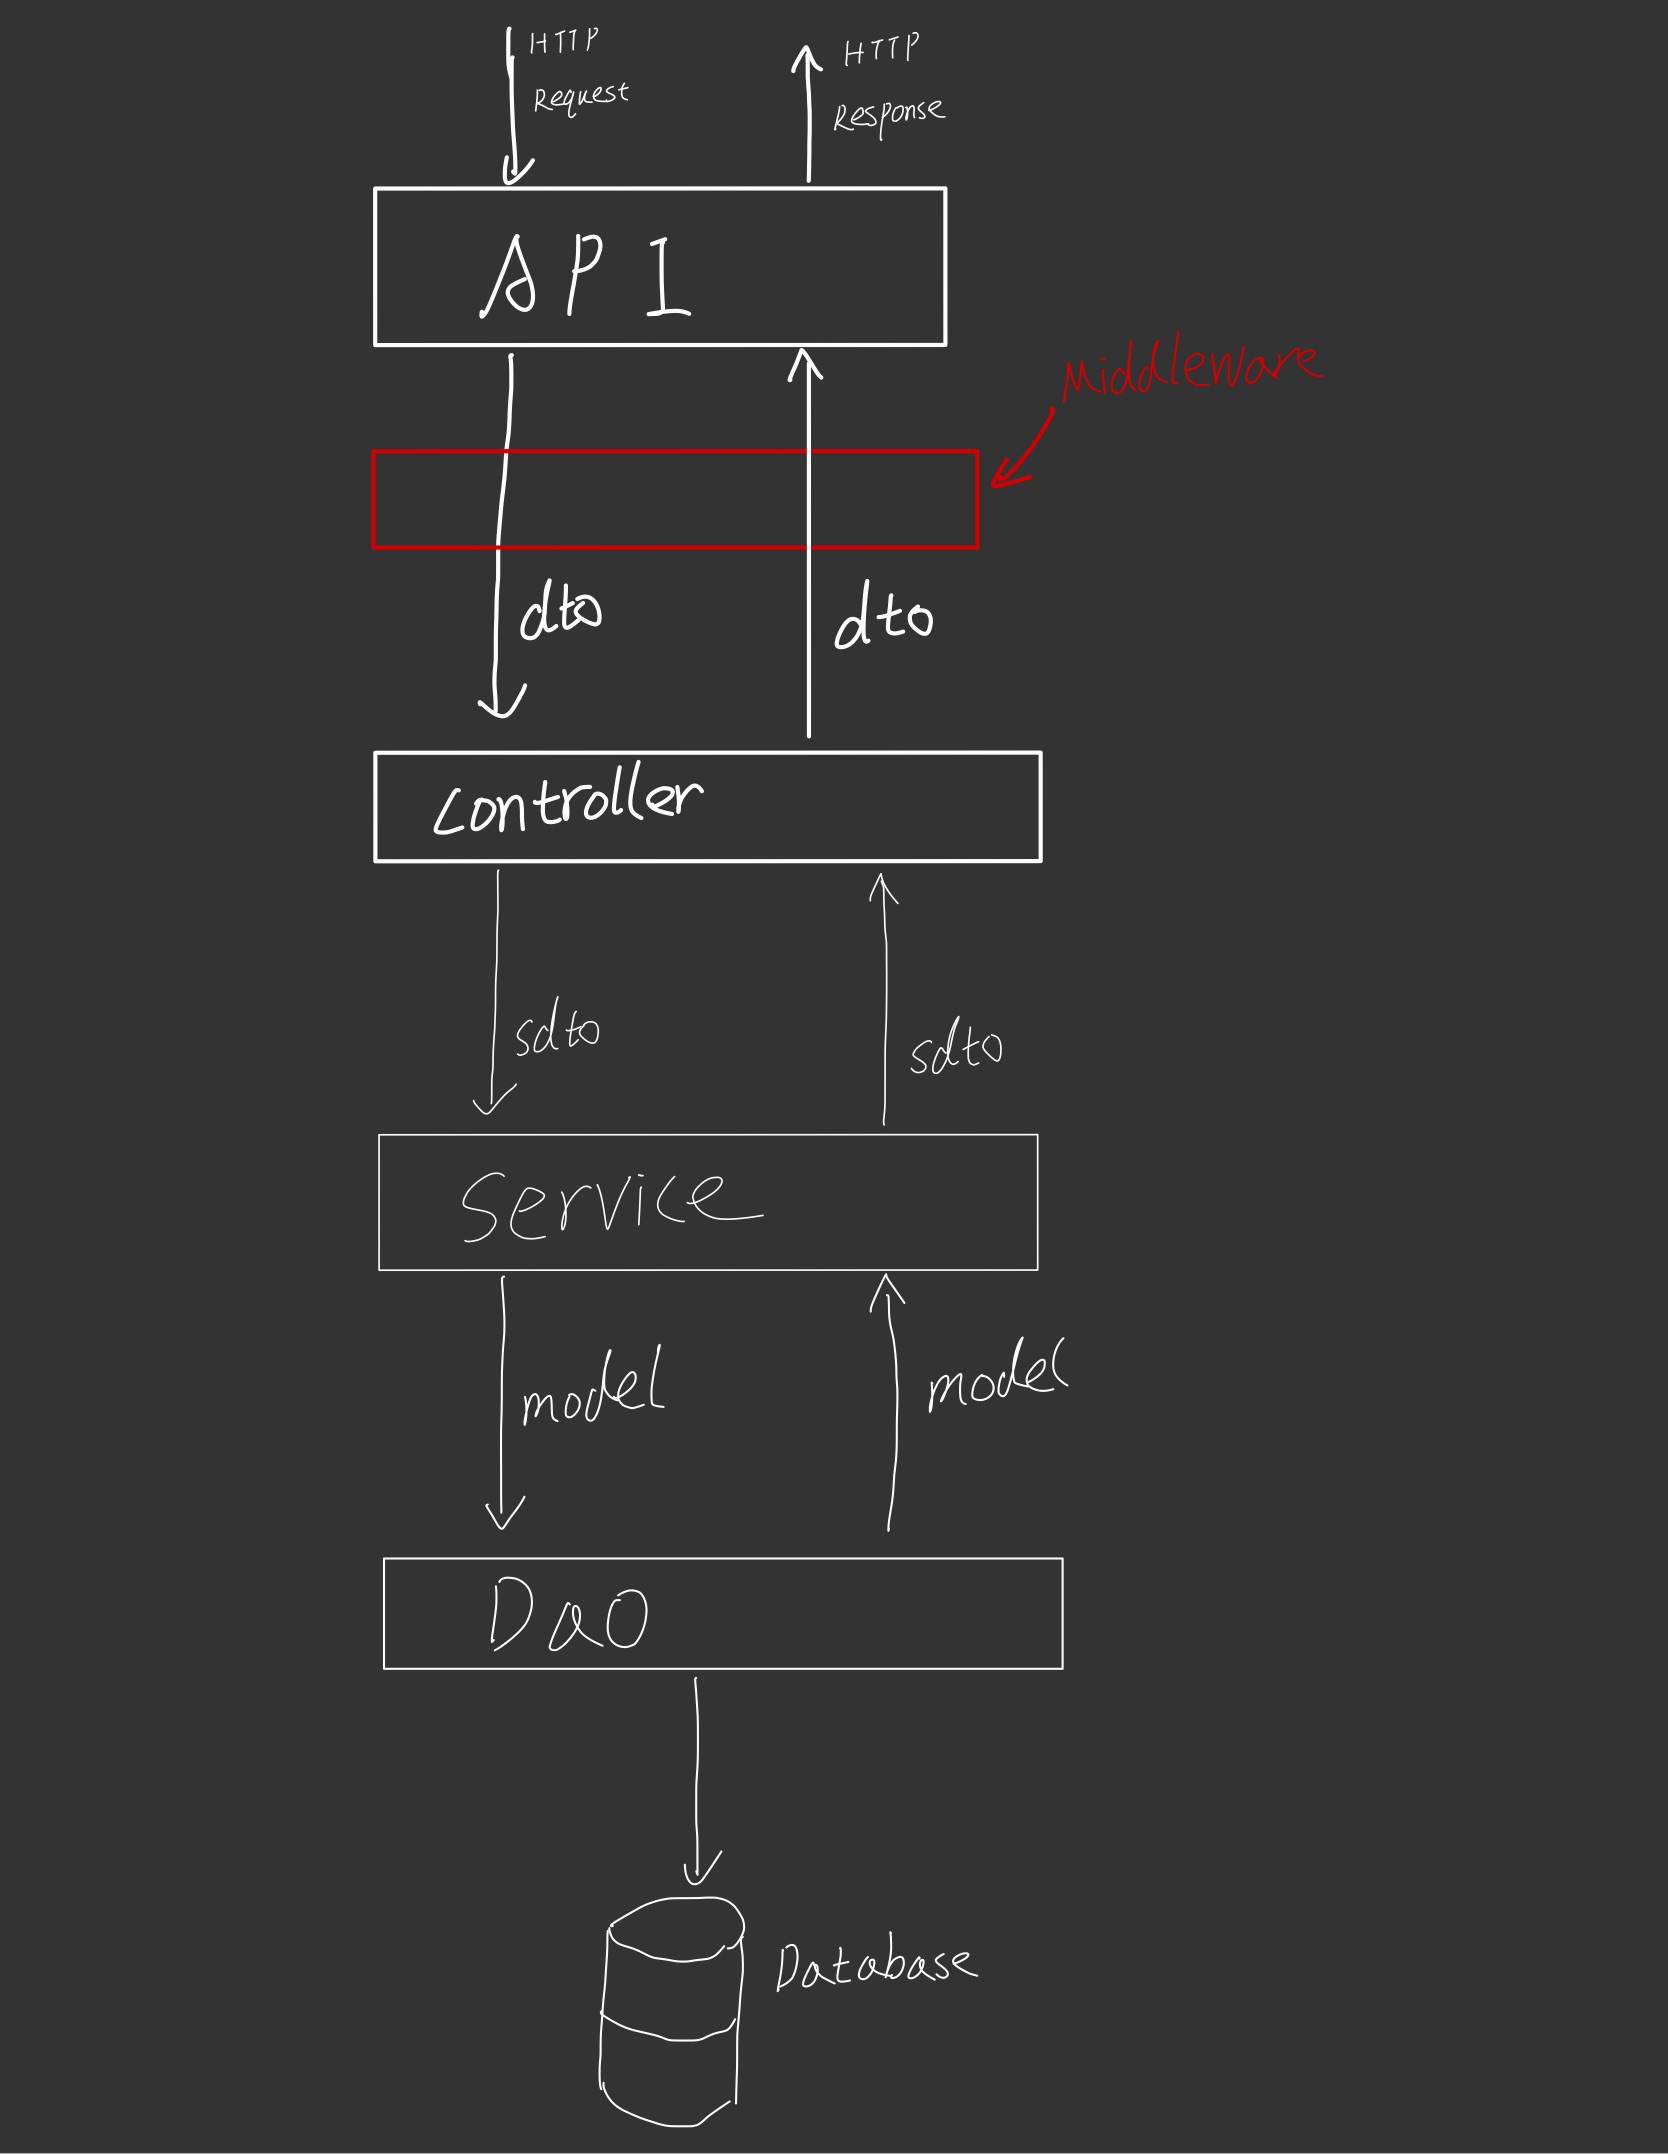 HTTP
Request
HTTP
Response
API
Middleware
dto
dto
Controller
sdto
sdto
Service
model
model
Dao
Database